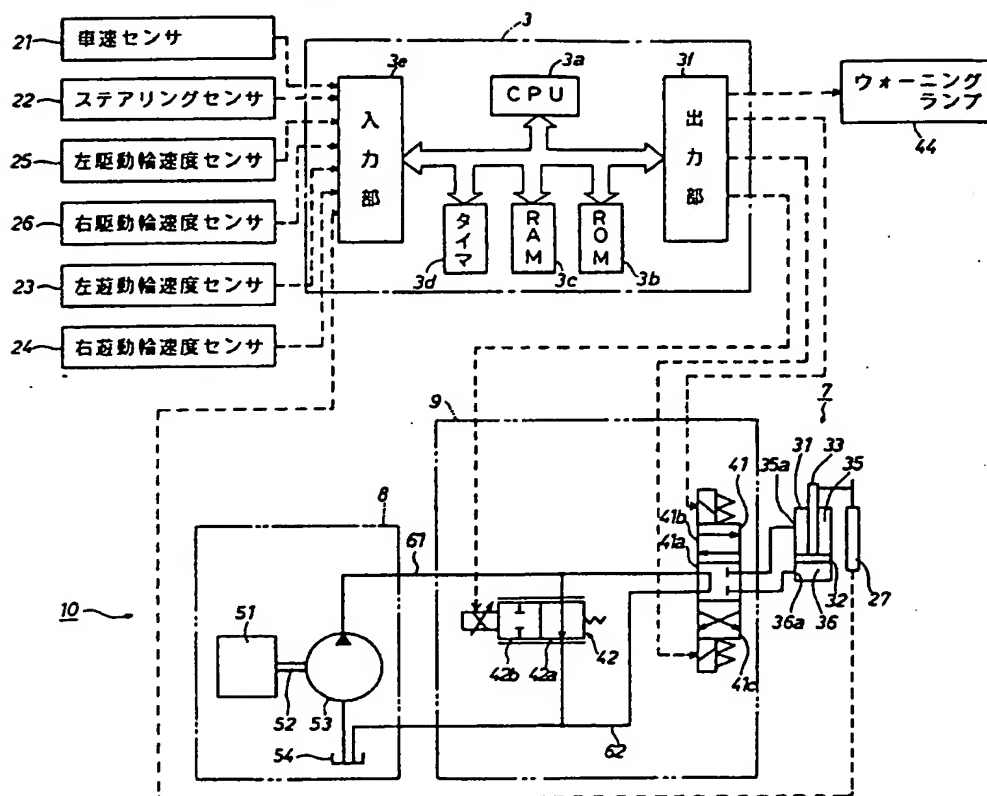 21 車速センサ
22 ステアリングセンサ
25 左駆動輪速度センサ
26 右駆動輪速度センサ
23 左遊動輪速度センサ
24 右遊動輪速度センサ
3
3e
入力部
3a
CPU
3f
出力部
タイマ
3d
RAM
3c
ROM
3b
ウォーニング
ランプ
44
10
8
51
52
53
54
61
9
42b
42a
42
62
41b
41a
41
41c
7
35a
31
33
35
36a
36
32
27